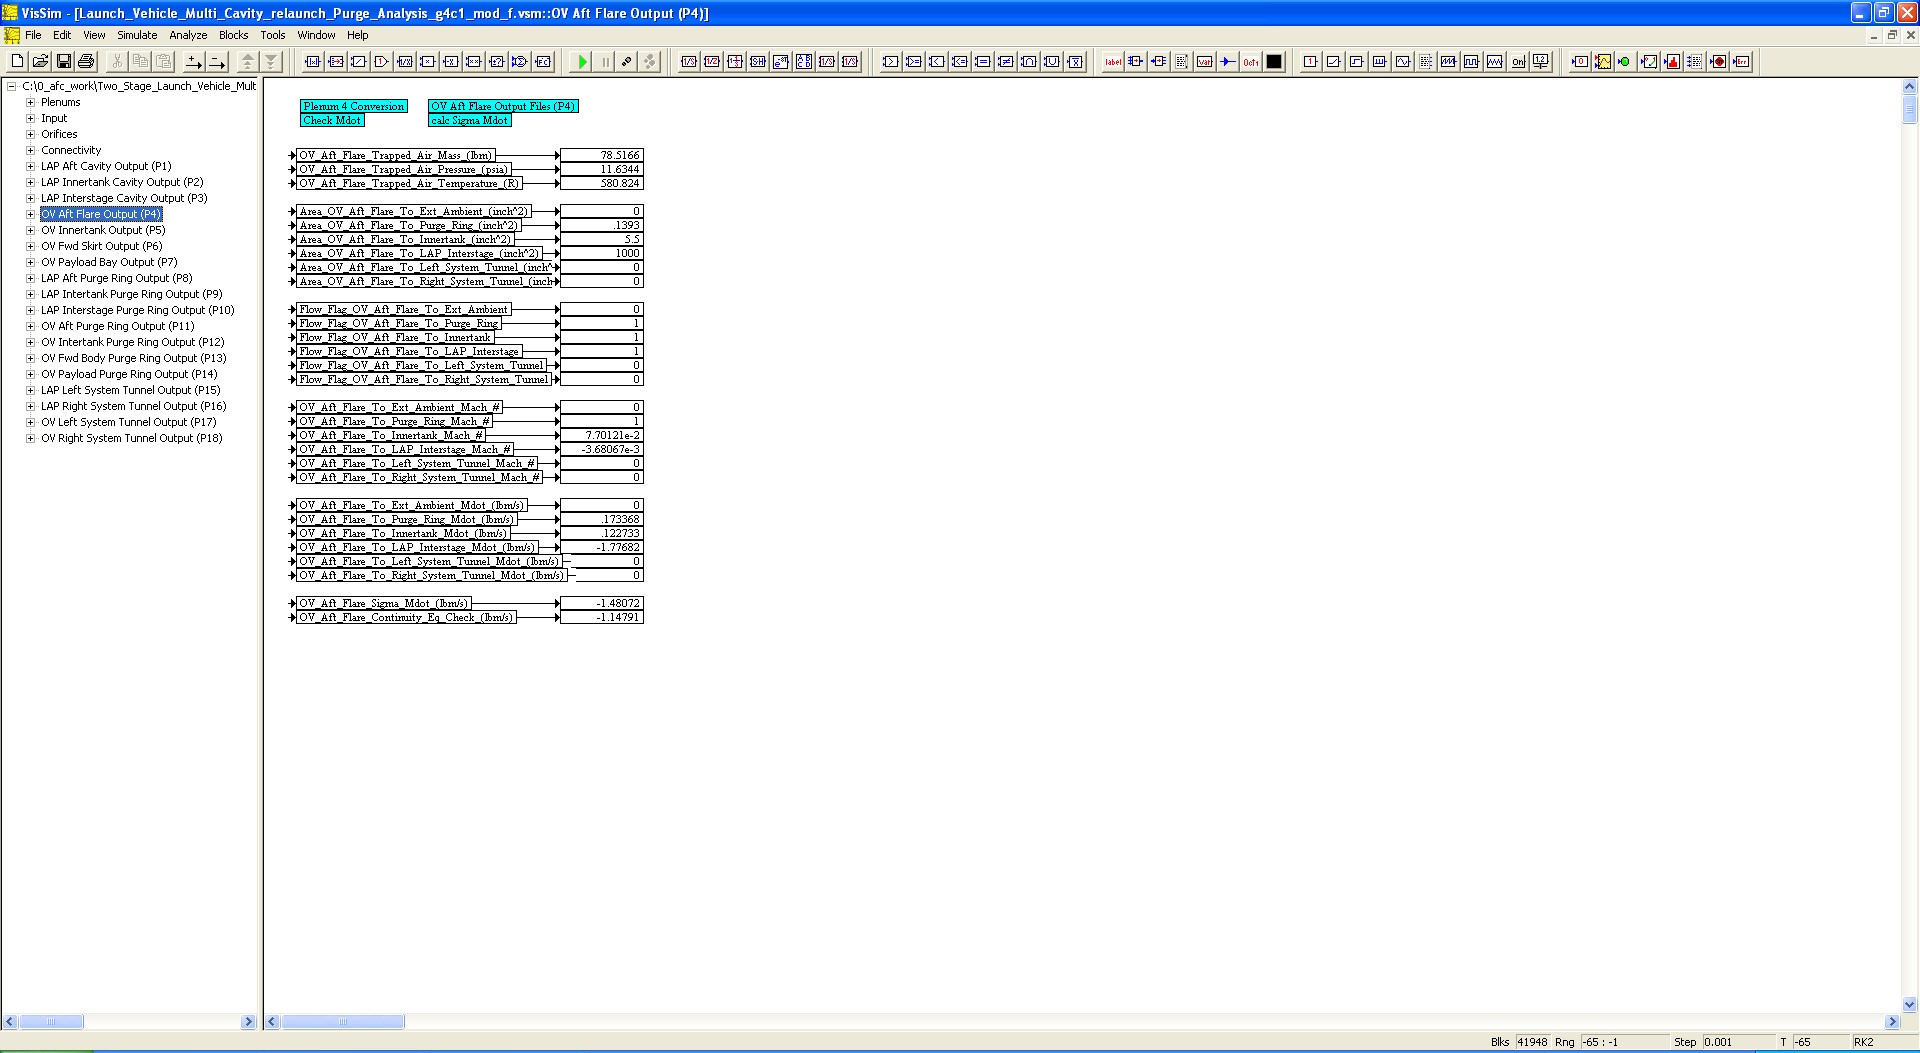 VisSim - [Launch_Vehicle_Multi_Cavity_relaunch_Purge_Analysis_g4c1_mod_f.vsm::OV Aft Flare Output (P4)]
File Edit View Simulate Analyze Blocks Tools Window Help
C:\0_afc_work\Two_Stage_Launch_Vehicle_Mult
Plenums
Input
Orifices
Connectivity
LAP Aft Cavity Output (P1)
LAP Innertank Cavity Output (P2)
LAP Interstage Cavity Output (P3)
OV Aft Flare Output (P4)
OV Innertank Output (P5)
OV Fwd Skirt Output (P6)
OV Payload Bay Output (P7)
LAP Aft Purge Ring Output (P8)
LAP Intertank Purge Ring Output (P9)
LAP Interstage Purge Ring Output (P10)
OV Aft Purge Ring Output (P11)
OV Intertank Purge Ring Output (P12)
OV Fwd Body Purge Ring Output (P13)
OV Payload Purge Ring Output (P14)
LAP Left System Tunnel Output (P15)
LAP Right System Tunnel Output (P16)
OV Left System Tunnel Output (P17)
OV Right System Tunnel Output (P18)
Plenum 4 Conversion OV Aft Flare Output Files (P4)
Check Mdot calc Sigma Mdot
OV_Aft_Flare_Trapped_Air_Mass_(lbm) 78.5166
OV_Aft_Flare_Trapped_Air_Pressure_(psia) 11.6344
OV_Aft_Flare_Trapped_Air_Temperature_(R) 580.824
Area_OV_Aft_Flare_To_Ext_Ambient_(inch^2) 0
Area_OV_Aft_Flare_To_Purge_Ring_(inch^2) .1393
Area_OV_Aft_Flare_To_Innertank_(inch^2) 5.5
Area_OV_Aft_Flare_To_LAP_Interstage_(inch^2) 1000
Area_OV_Aft_Flare_To_Left_System_Tunnel_(inch^ 0
Area_OV_Aft_Flare_To_Right_System_Tunnel_(inch 0
Flow_Flag_OV_Aft_Flare_To_Ext_Ambient 0
Flow_Flag_OV_Aft_Flare_To_Purge_Ring 1
Flow_Flag_OV_Aft_Flare_To_Innertank 1
Flow_Flag_OV_Aft_Flare_To_LAP_Interstage 1
Flow_Flag_OV_Aft_Flare_To_Left_System_Tunnel 0
Flow_Flag_OV_Aft_Flare_To_Right_System_Tunnel 0
OV_Aft_Flare_To_Ext_Ambient_Mach_# 0
OV_Aft_Flare_To_Purge_Ring_Mach_# 1
OV_Aft_Flare_To_Innertank_Mach_# 7.70121e-2
OV_Aft_Flare_To_LAP_Interstage_Mach_# -3.68067e-3
OV_Aft_Flare_To_Left_System_Tunnel_Mach_# 0
OV_Aft_Flare_To_Right_System_Tunnel_Mach_# 0
OV_Aft_Flare_To_Ext_Ambient_Mdot_(lbm/s) 0
OV_Aft_Flare_To_Purge_Ring_Mdot_(lbm/s) .173368
OV_Aft_Flare_To_Innertank_Mdot_(lbm/s) .122733
OV_Aft_Flare_To_LAP_Interstage_Mdot_(lbm/s) -1.77682
OV_Aft_Flare_To_Left_System_Tunnel_Mdot_(lbm/s) 0
OV_Aft_Flare_To_Right_System_Tunnel_Mdot_(lbm/s) 0
OV_Aft_Flare_Sigma_Mdot_(lbm/s) -1.48072
OV_Aft_Flare_Continuity_Eq_Check_(lbm/s) -1.14791
Blks 41948 Rng -65 : -1 Step 0.001 T -65 RK2